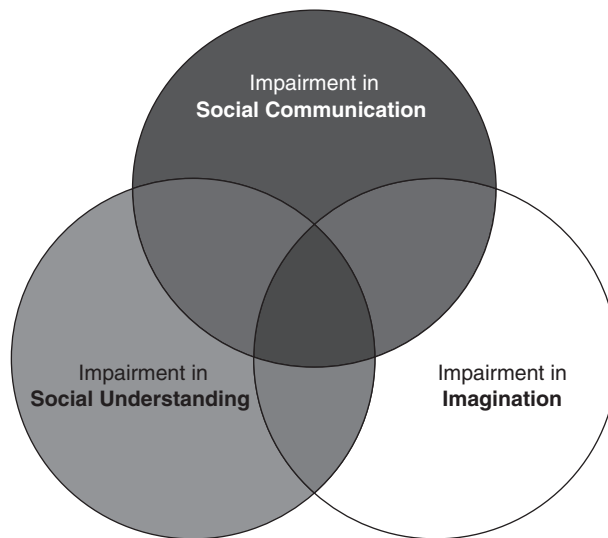 Impairment in
Social Communication
Impairment in
Social Understanding
Impairment in
Imagination